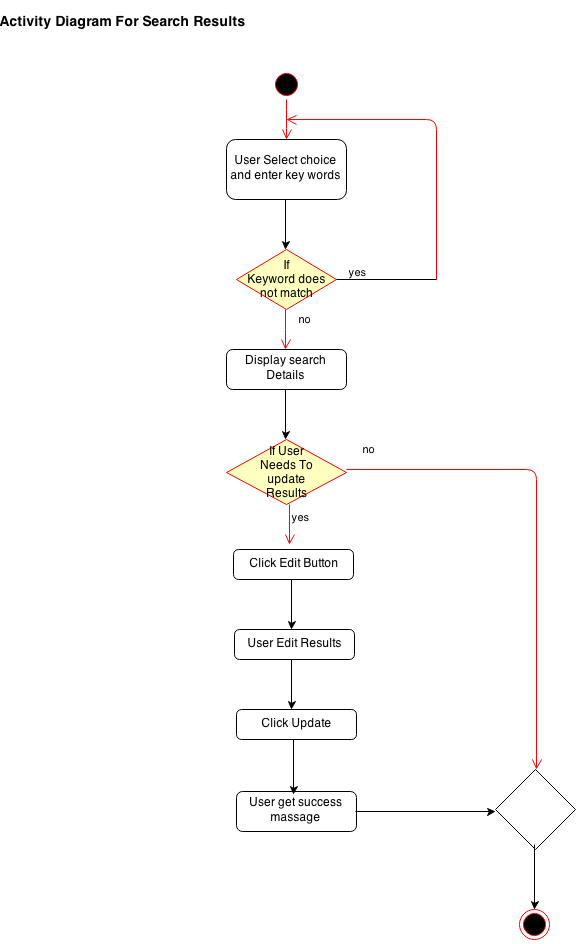 Activity Diagram For Search Results
User Select choice
and enter key words
If
Keyword does
not match
yes
no
Display search
Details
If User
Needs To
update
Results
no
yes
Click Edit Button
User Edit Results
Click Update
User get success
massage